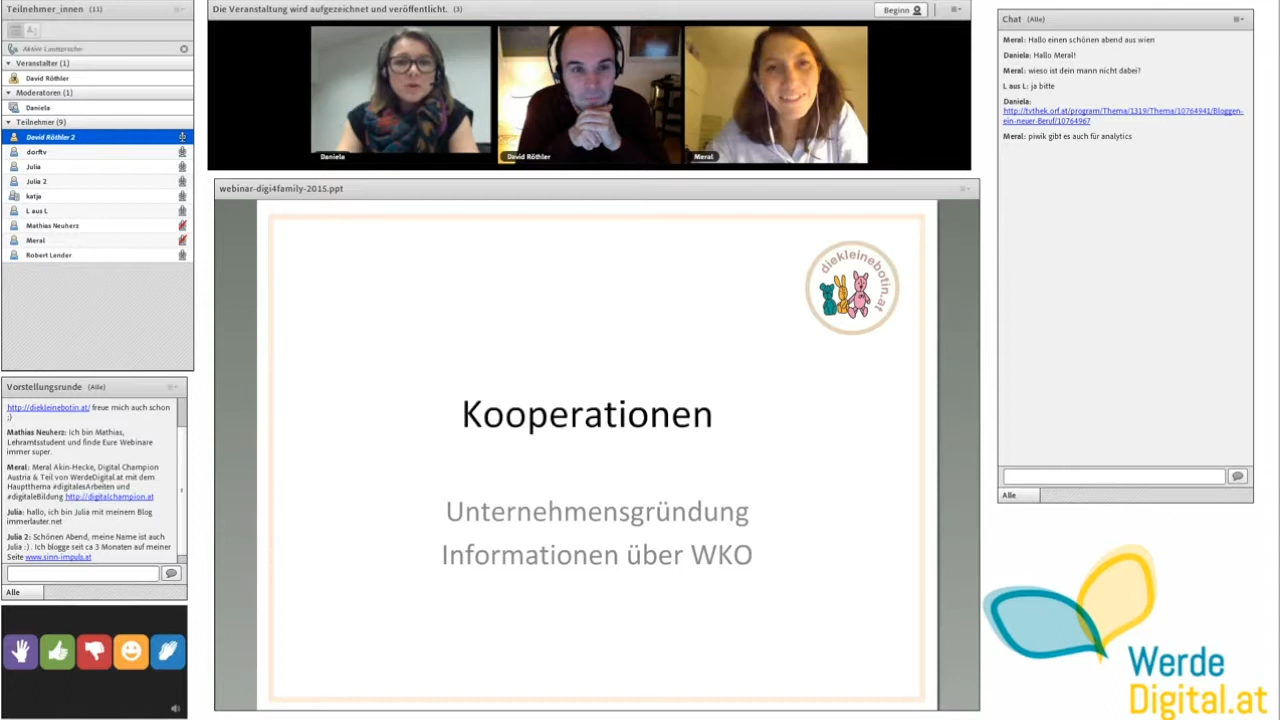 Teilnehmer_innen (11)
Aktive Lautsprecher
Veranstalter (1)
David Röthler
Moderatoren (1)
Daniela
Teilnehmer (9)
David Röthler 2
dorftv
Julia
Julia 2
katja
L aus L
Mathias Neuherz
Meral
Robert Lender
Vorstellungsrunde (Alle)
http://diekleinebotin.at/ freue mich auch schon
;)
Mathias Neuherz: Ich bin Mathias,
Lehramtsstudent und finde Eure Webinare
immer super.
Meral: Meral Akin-Hecke, Digital Champion
Austria & Teil von WerdeDigital.at mit dem
Hauptthema #digitalesArbeiten und
#digitaleBildung http://digitalchampion.at
Julia: hallo, ich bin Julia mit meinem Blog
immerlauter.net
Julia 2: Schönen Abend, meine Name ist auch
Julia :) . Ich blogge seit ca 3 Monaten auf meiner
Seite www.sinn-impuls.at
Alle
Die Veranstaltung wird aufgezeichnet und veröffentlicht. (3)
Beginn
Daniela
David Röthler
Meral
webinar-digi4family-2015.ppt
diekleinebotin.at
Kooperationen
Unternehmensgründung
Informationen über WKO
Chat (Alle)
Meral: Hallo einen schönen abend aus wien
Daniela: Hallo Meral!
Meral: wieso ist dein mann nicht dabei?
L aus L: ja bitte
Daniela:
http://tvthek.orf.at/program/Thema/1319/Thema/10764941/Bloggen-
ein-neuer-Beruf/10764967
Meral: piwik gibt es auch für analytics
Alle
Werde
Digital.at